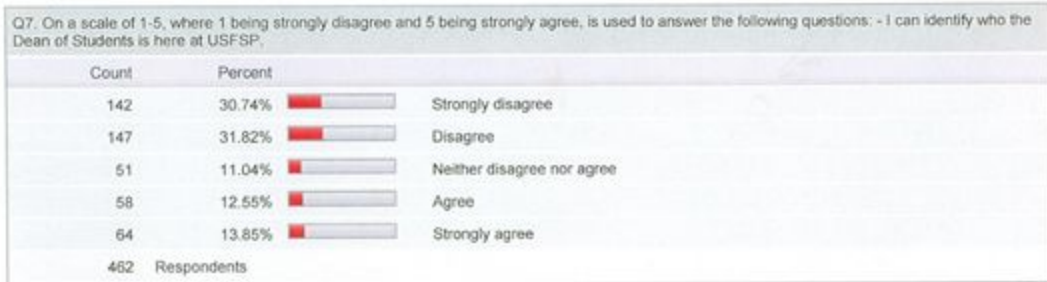 Q7. On a scale of 1-5, where 1 being strongly disagree and 5 being strongly agree, is used to answer the following questions: - I can identify who the
Dean of Students is here at USFSP.
Count Percent
142 30.74% Strongly disagree
147 31.82% Disagree
51 11.04% Neither disagree nor agree
58 12.55% Agree
64 13.85% Strongly agree
462 Respondents